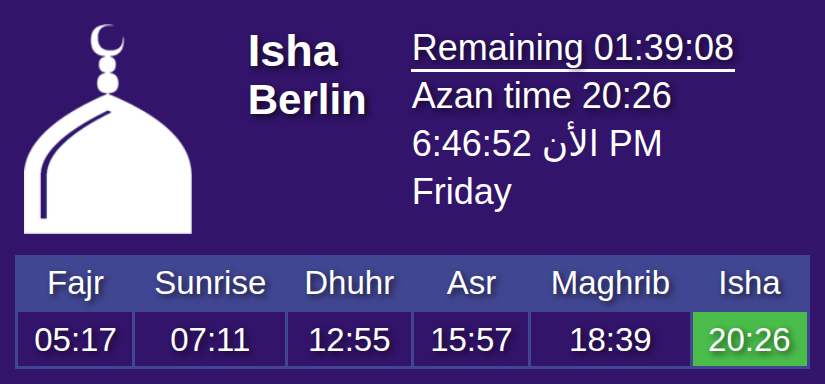 Isha
Berlin
Remaining 01:39:08
Azan time 20:26
6:46:52 الأن PM
Friday
Fajr Sunrise Dhuhr Asr Maghrib Isha
05:17 07:11 12:55 15:57 18:39 20:26